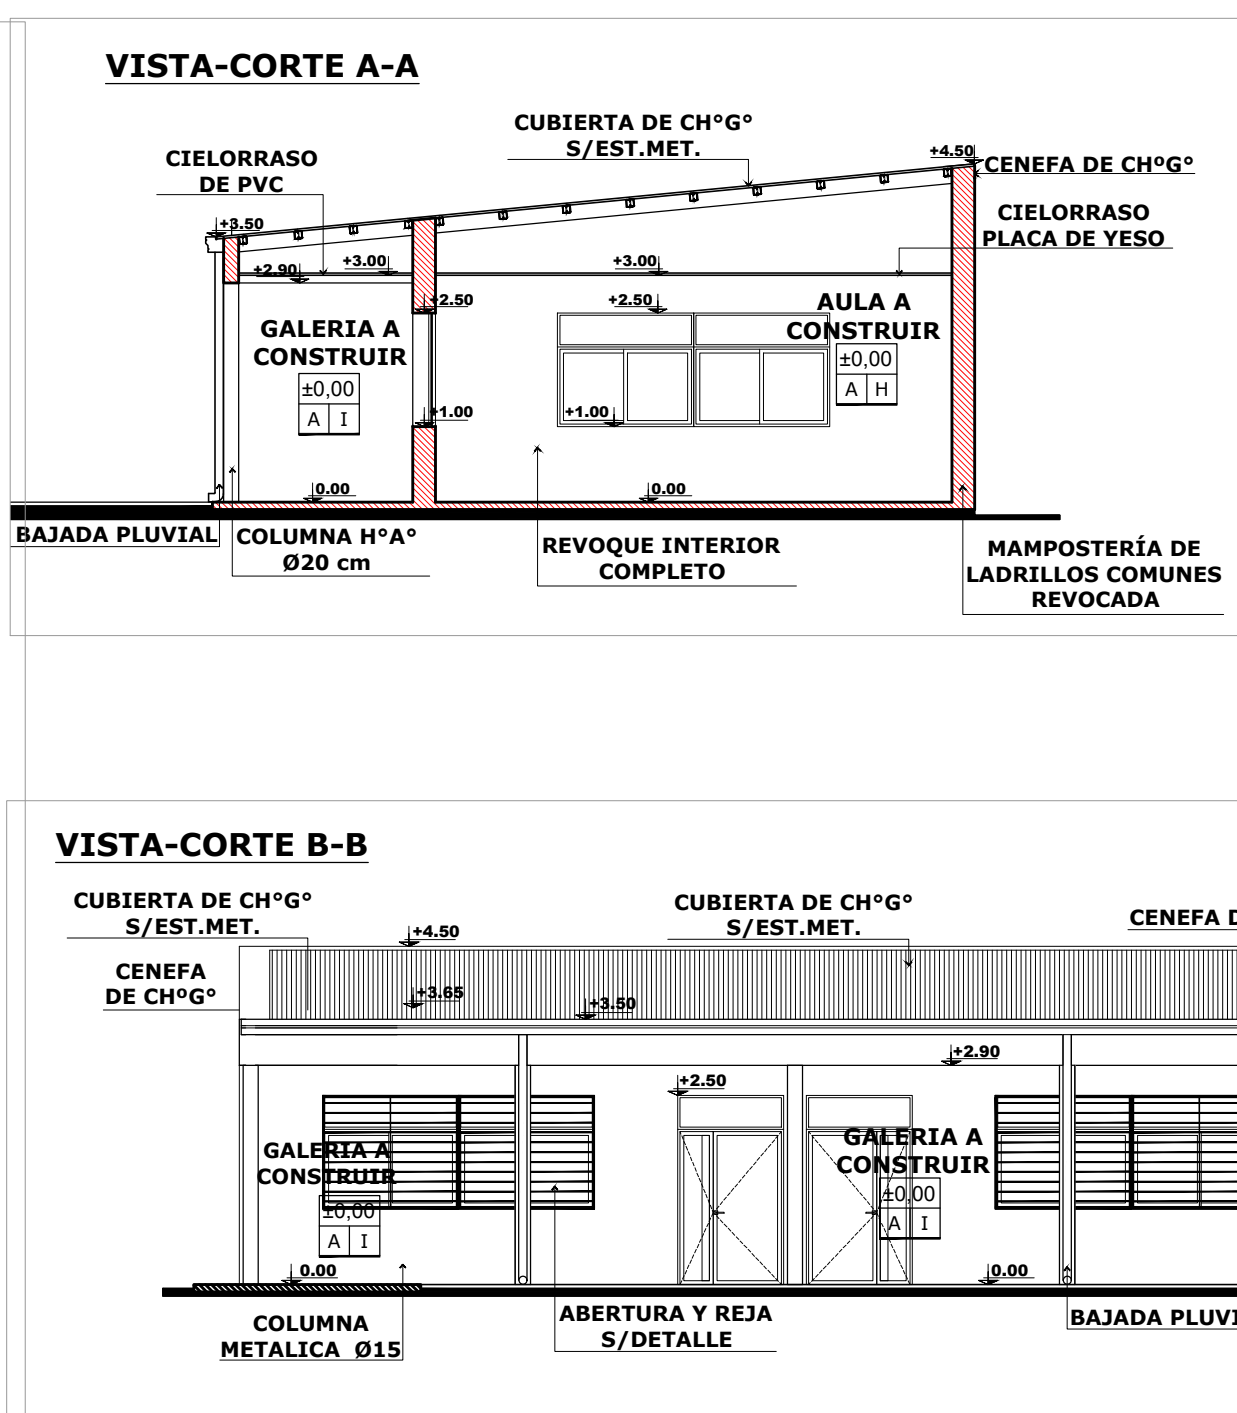 VISTA-CORTE A-A
CUBIERTA DE CH°G°
S/EST.MET.
CIELORRASO
DE PVC
+4.50
CENEFA DE CHºG°
CIELORRASO
PLACA DE YESO
+3.50
+2.90
+3.00
+3.00
+2.50
+2.50
GALERIA A
CONSTRUIR
±0,00
A I
AULA A
CONSTRUIR
±0,00
A H
+1.00
+1.00
0.00
0.00
BAJADA PLUVIAL
COLUMNA H°A°
Ø20 cm
REVOQUE INTERIOR
COMPLETO
MAMPOSTERÍA DE
LADRILLOS COMUNES
REVOCADA
VISTA-CORTE B-B
CUBIERTA DE CH°G°
S/EST.MET.
CUBIERTA DE CH°G°
S/EST.MET.
CENEFA D
+4.50
CENEFA
DE CHºG°
+3.65
+3.50
+2.90
+2.50
GALERIA A
CONSTRUIR
±0,00
A I
GALERIA A
CONSTRUIR
±0,00
A I
0.00
0.00
COLUMNA
METALICA Ø15
ABERTURA Y REJA
S/DETALLE
BAJADA PLUVI